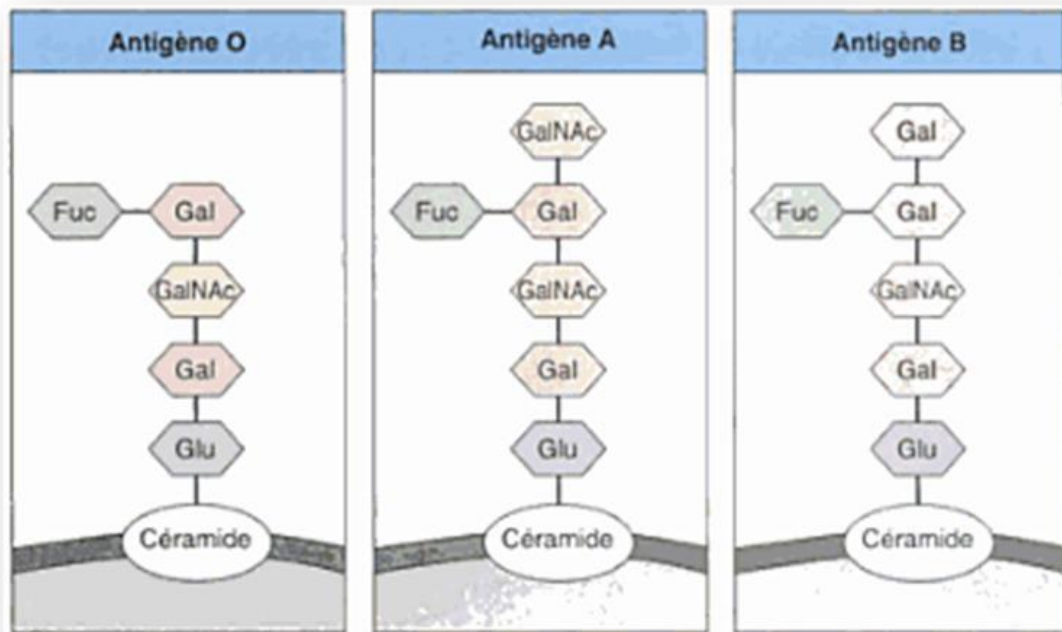 Antigène O
Fuc
Gal
GalNAc
Gal
Glu
Céramide
Antigène A
GalNAc
Fuc
Gal
GalNAc
Gal
Glu
Céramide
Antigène B
Gal
Fuc
Gal
GalNAc
Gal
Glu
Céramide